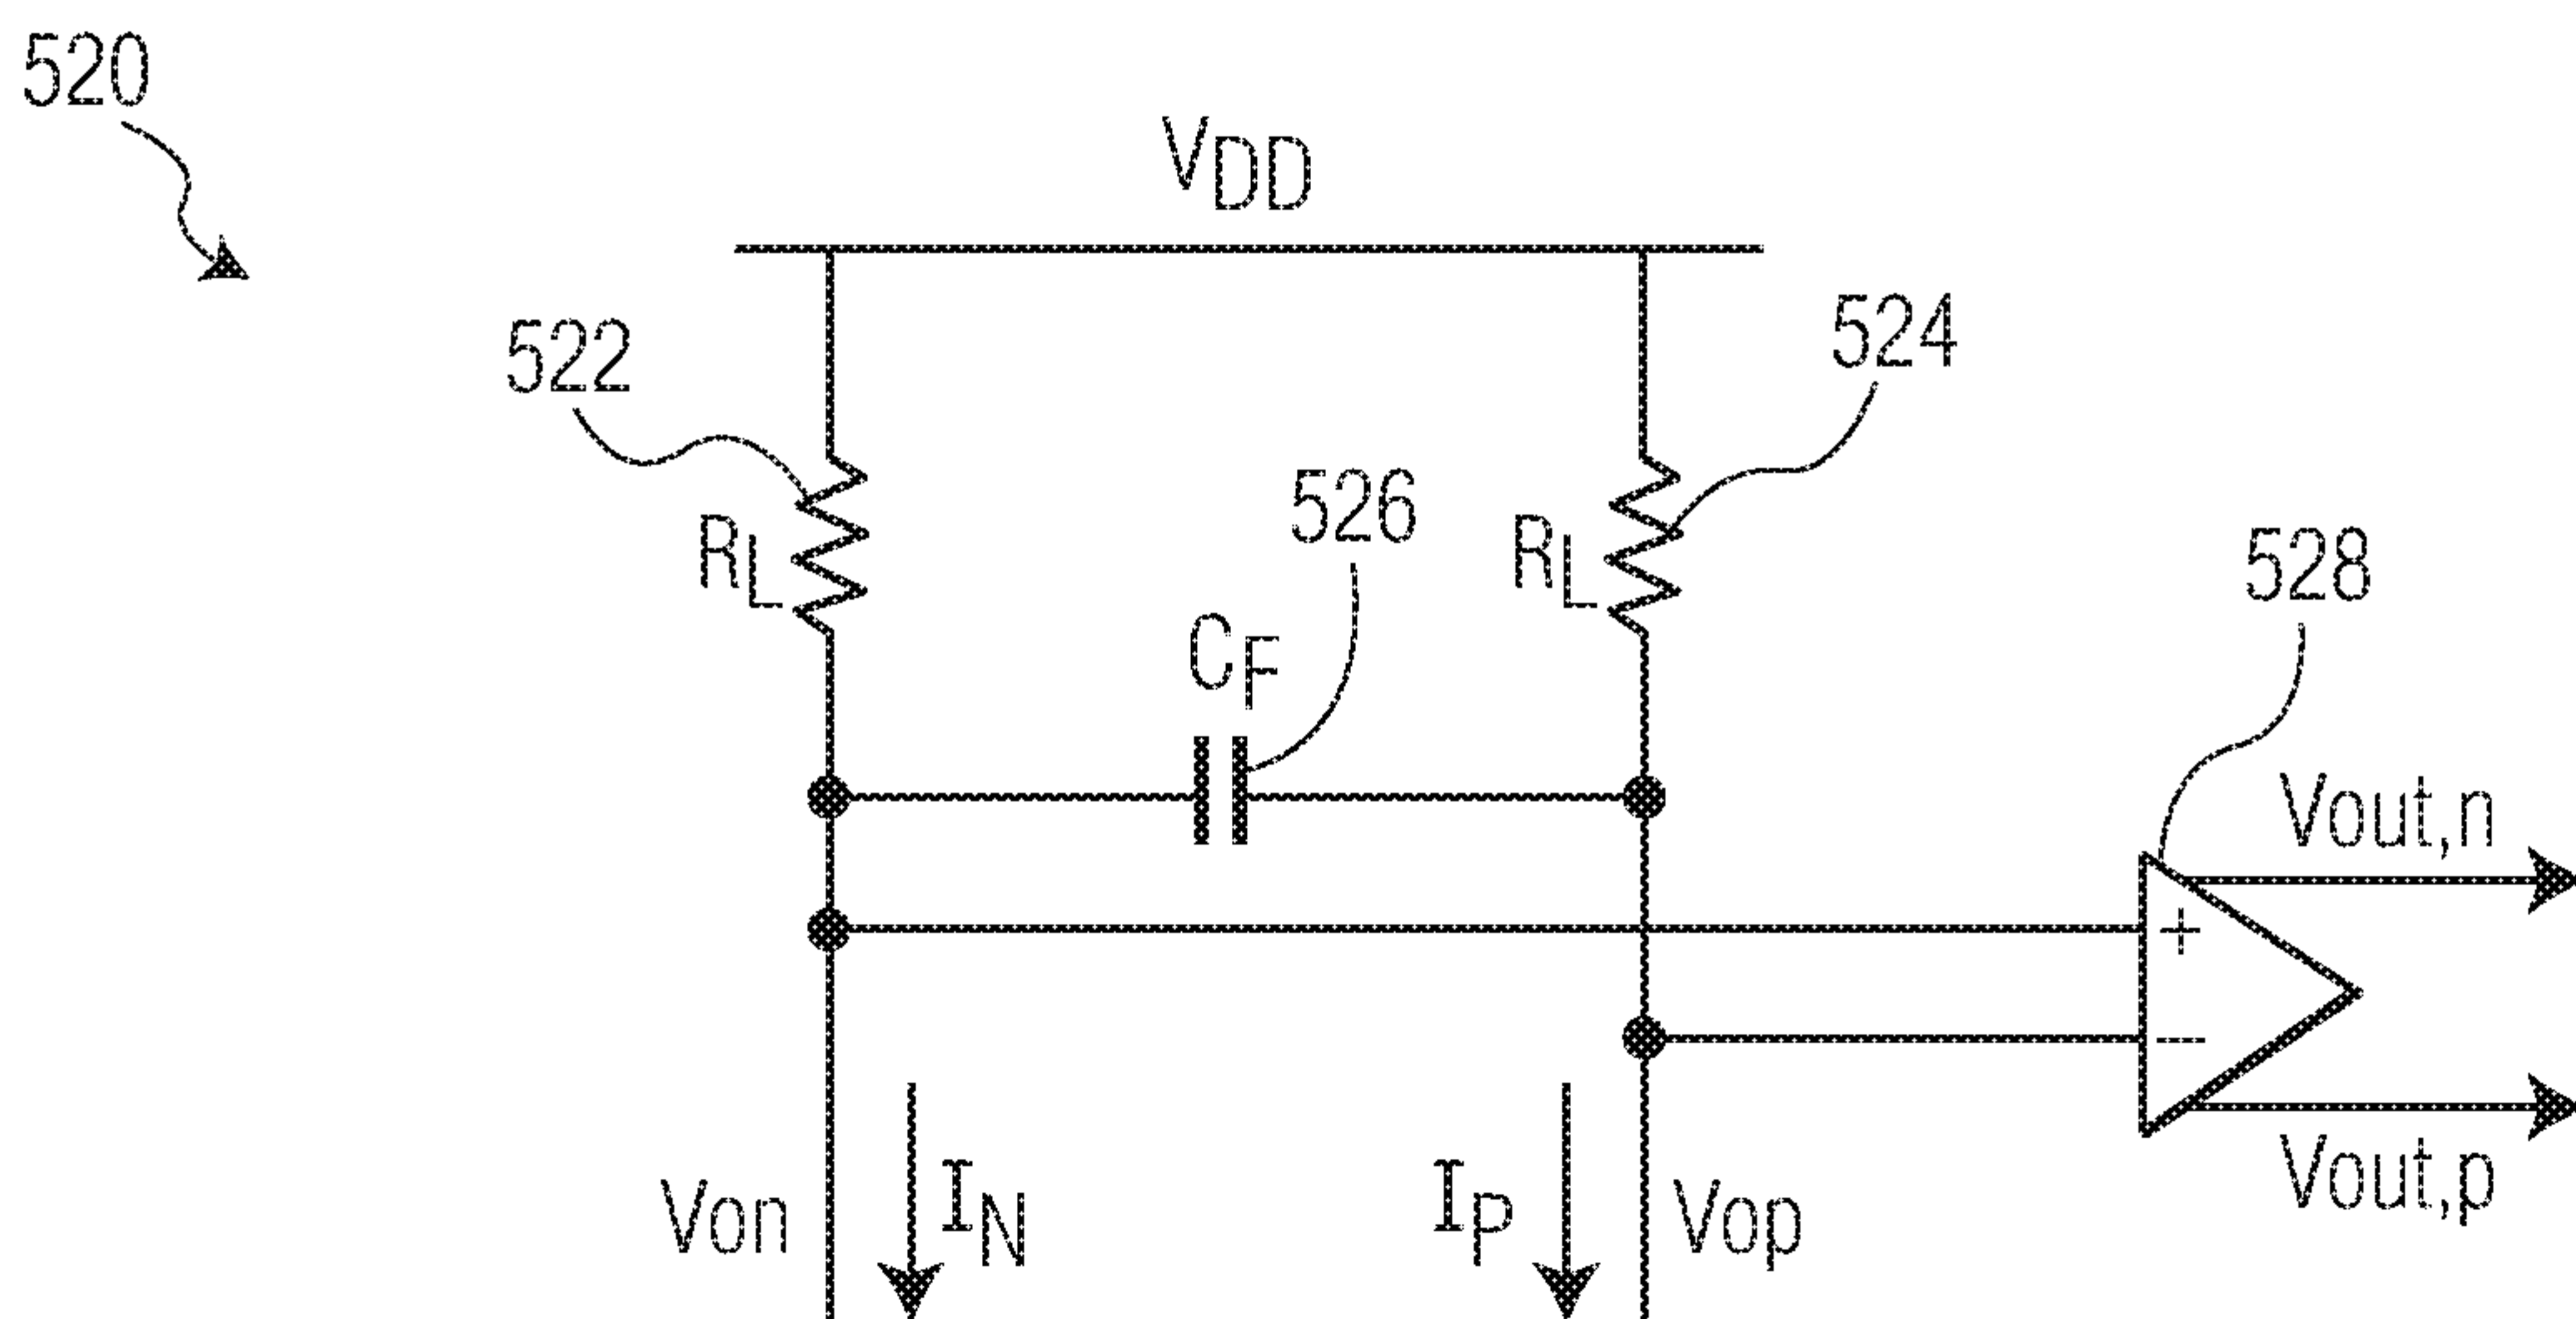 520
VDD
522
524
RL
526
RL
528
CF
Vout,n
+
−
Vout,p
Von
IN
IP
Vop